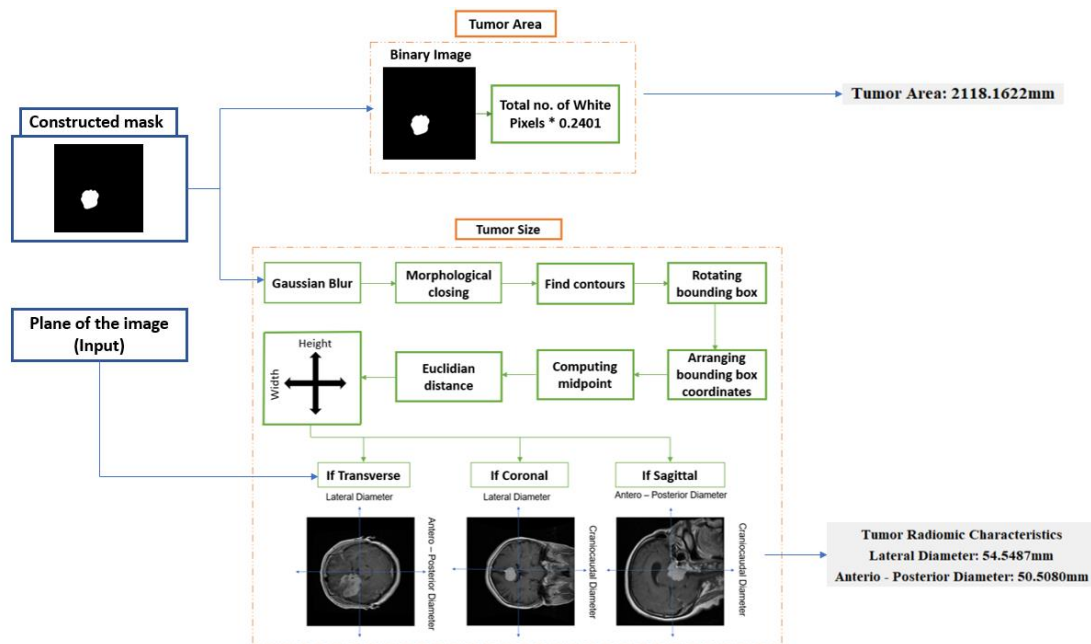 Tumor Area
Binary Image
Total no. of White
Pixels * 0.2401
Tumor Area: 2118.1622mm
Constructed mask
Tumor Size
Gaussian Blur
Morphological
closing
Find contours
Rotating
bounding box
Plane of the image
(Input)
Height
Width
Euclidian
distance
Computing
midpoint
Arranging
bounding box
coordinates
If Transverse
If Coronal
If Sagittal
Lateral Diameter
Lateral Diameter
Antero – Posterior Diameter
Antero – Posterior Diameter
Craniocaudal Diameter
Craniocaudal Diameter
Tumor Radiomic Characteristics
Lateral Diameter: 54.5487mm
Anterio - Posterior Diameter: 50.5080mm